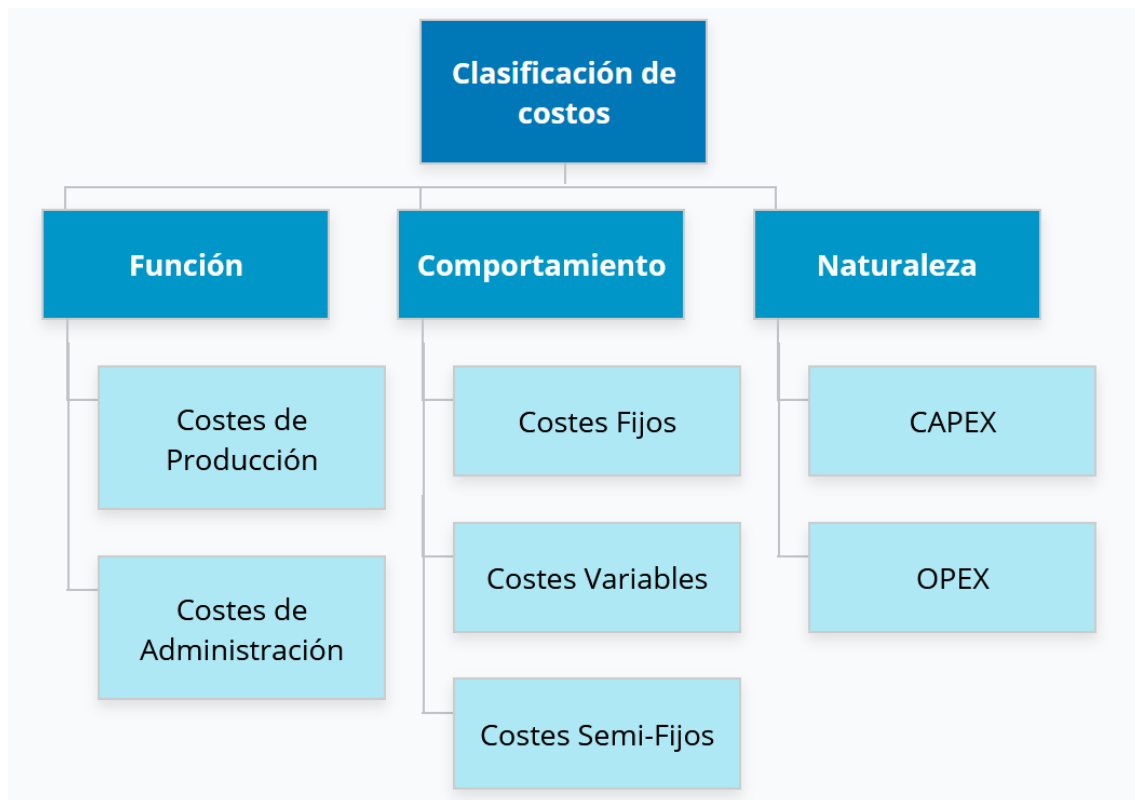 Clasificación de
costos
Función
Comportamiento
Naturaleza
Costes de
Producción
Costes Fijos
CAPEX
Costes de
Administración
Costes Variables
OPEX
Costes Semi-Fijos